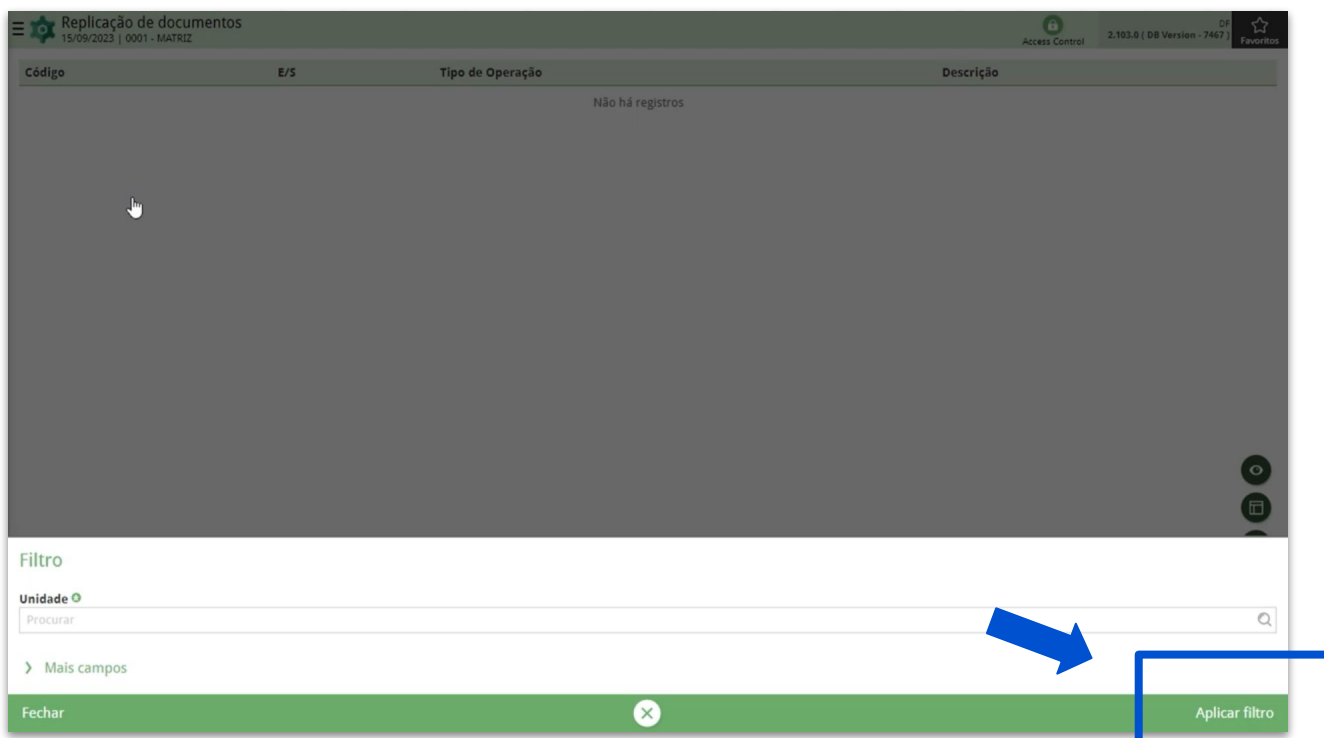 Replicação de documentos
15/09/2023 | 0001 - MATRIZ
Access Control
DF
2.103.0 ( DB Version - 7467 )
Favoritos
Código E/S Tipo de Operação Descrição
Não há registros
Filtro
Unidade
Procurar
Mais campos
Fechar Aplicar filtro